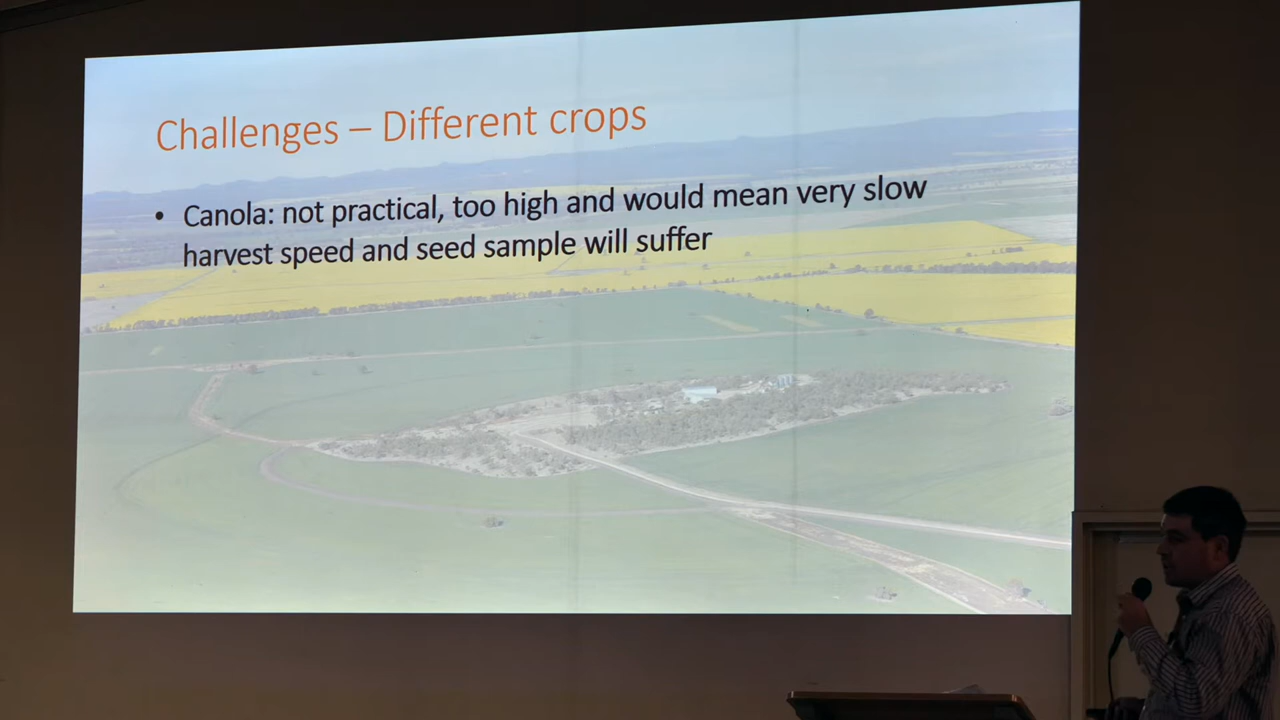 Challenges – Different crops
• Canola: not practical, too high and would mean very slow
harvest speed and seed sample will suffer